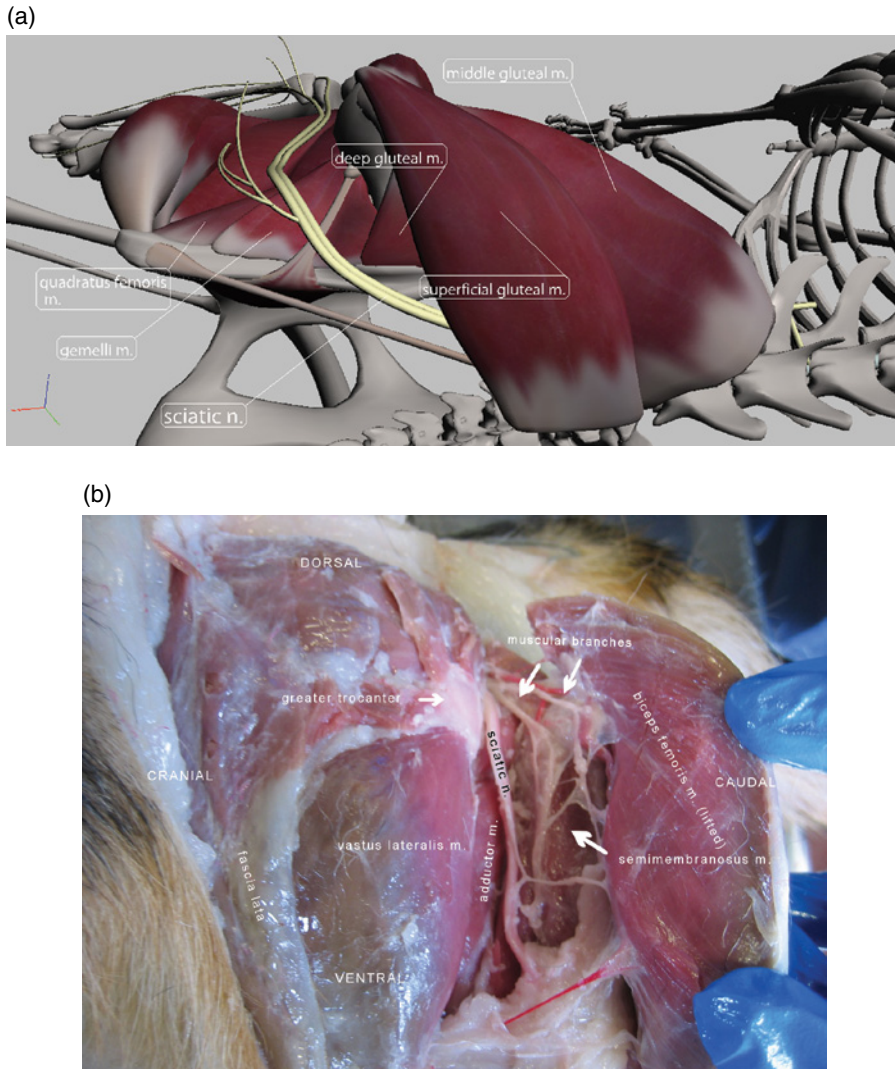 (a)
middle gluteal m.
deep gluteal m.
quadratus femoris
m.
superficial gluteal m.
gemelli m.
sciatic n.
(b)
DORSAL
muscular branches
greater trocanter
biceps femoris m. (lifted)
sciatic n.
CRANIAL
CAUDAL
vastus lateralis m.
adductor m.
semimembranosus m.
fascia lata
VENTRAL